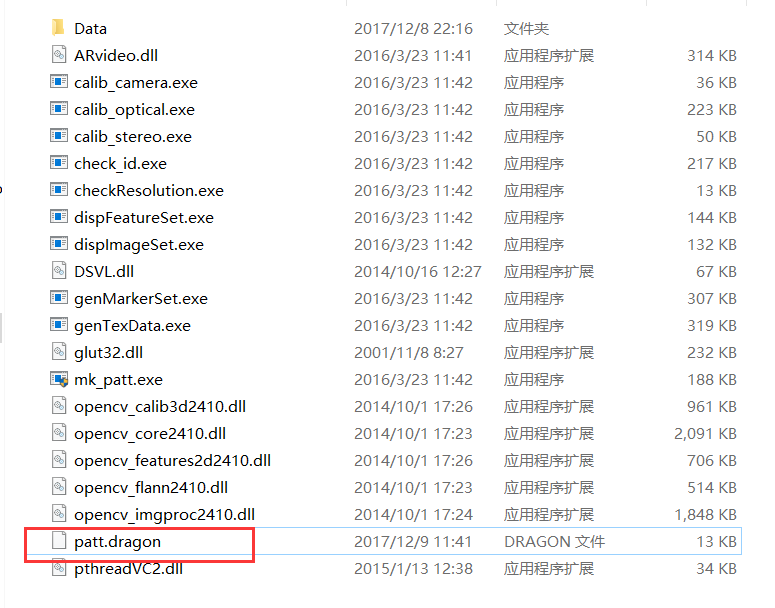 Data 2017/12/8 22:16 文件夹
ARvideo.dll 2016/3/23 11:41 应用程序扩展 314 KB
calib_camera.exe 2016/3/23 11:42 应用程序 36 KB
calib_optical.exe 2016/3/23 11:42 应用程序 223 KB
calib_stereo.exe 2016/3/23 11:42 应用程序 50 KB
check_id.exe 2016/3/23 11:42 应用程序 217 KB
checkResolution.exe 2016/3/23 11:42 应用程序 13 KB
dispFeatureSet.exe 2016/3/23 11:42 应用程序 144 KB
dispImageSet.exe 2016/3/23 11:42 应用程序 132 KB
DSVL.dll 2014/10/16 12:27 应用程序扩展 67 KB
genMarkerSet.exe 2016/3/23 11:42 应用程序 307 KB
genTexData.exe 2016/3/23 11:42 应用程序 319 KB
glut32.dll 2001/11/8 8:27 应用程序扩展 232 KB
mk_patt.exe 2016/3/23 11:42 应用程序 188 KB
opencv_calib3d2410.dll 2014/10/1 17:26 应用程序扩展 961 KB
opencv_core2410.dll 2014/10/1 17:23 应用程序扩展 2,091 KB
opencv_features2d2410.dll 2014/10/1 17:26 应用程序扩展 706 KB
opencv_flann2410.dll 2014/10/1 17:23 应用程序扩展 514 KB
opencv_imgproc2410.dll 2014/10/1 17:24 应用程序扩展 1,848 KB
patt.dragon 2017/12/9 11:41 DRAGON 文件 13 KB
pthreadVC2.dll 2015/1/13 12:38 应用程序扩展 34 KB